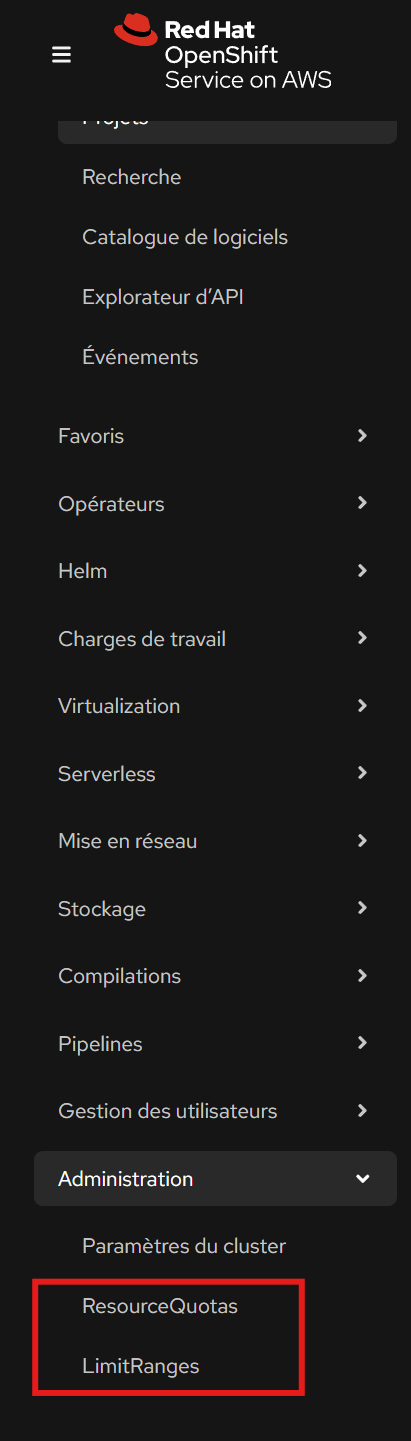 Red Hat
OpenShift
Service on AWS
Projets
Recherche
Catalogue de logiciels
Explorateur d’API
Événements
Favoris
Opérateurs
Helm
Charges de travail
Virtualization
Serverless
Mise en réseau
Stockage
Compilations
Pipelines
Gestion des utilisateurs
Administration
Paramètres du cluster
ResourceQuotas
LimitRanges